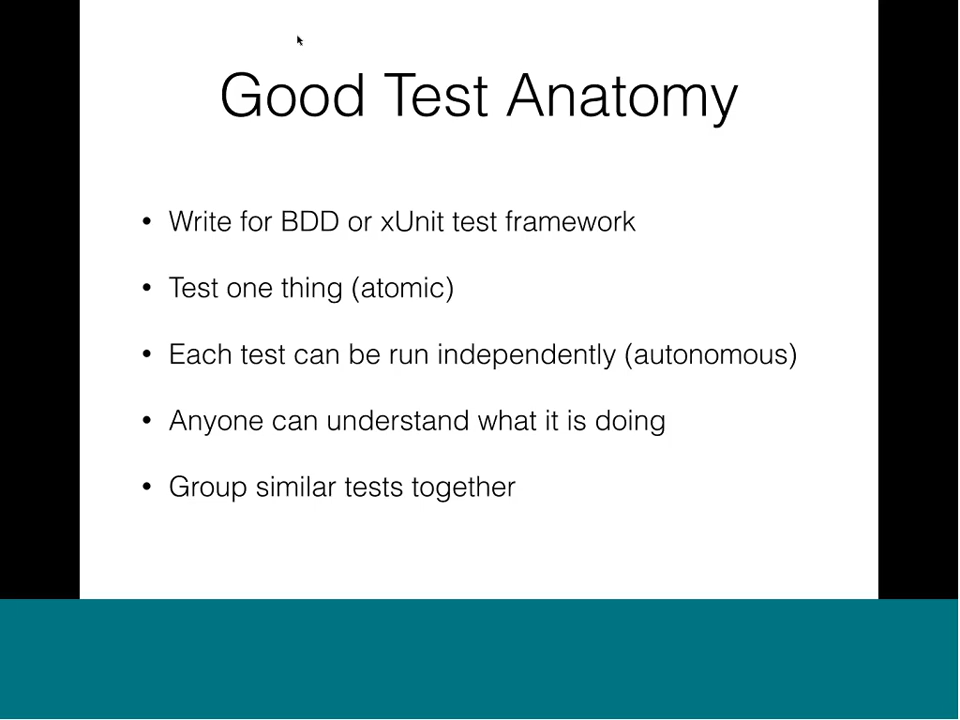 Good Test Anatomy
• Write for BDD or xUnit test framework
• Test one thing (atomic)
• Each test can be run independently (autonomous)
• Anyone can understand what it is doing
• Group similar tests together